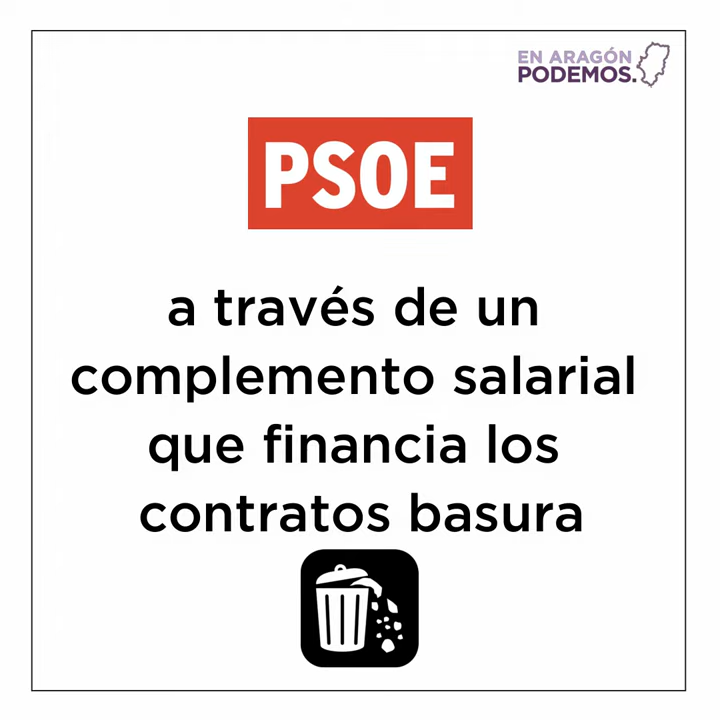 EN ARAGÓN
PODEMOS.
PSOE
a través de un
complemento salarial
que financia los
contratos basura